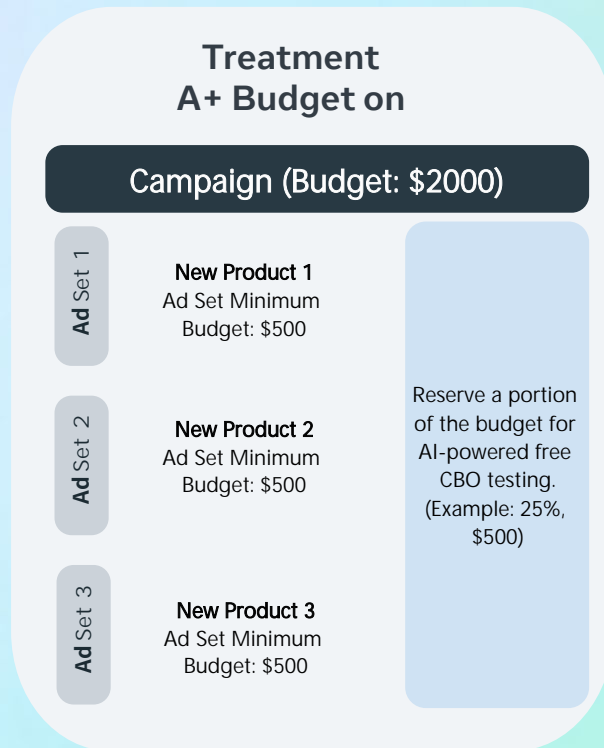 Treatment
A+ Budget on
Campaign (Budget: $2000)
Ad Set 1
New Product 1
Ad Set Minimum
Budget: $500
Ad Set 2
New Product 2
Ad Set Minimum
Budget: $500
Ad Set 3
New Product 3
Ad Set Minimum
Budget: $500
Reserve a portion
of the budget for
AI-powered free
CBO testing.
(Example: 25%,
$500)